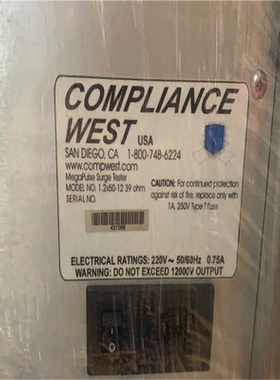 COMPLIANCE
WEST USA
SAN DIEGO, CA 1-800-748-6224
www.compwest.com
MegaPulse Surge Tester
MODEL NO. 1.2x50-12 39 ohm
SERIAL NO.
CAUTION: For continued protection
against risk of fire, replace only with
1A, 250V Type T fuse
ELECTRICAL RATINGS: 220V~ 50/60Hz 0.75A
WARNING: DO NOT EXCEED 12000V OUTPUT